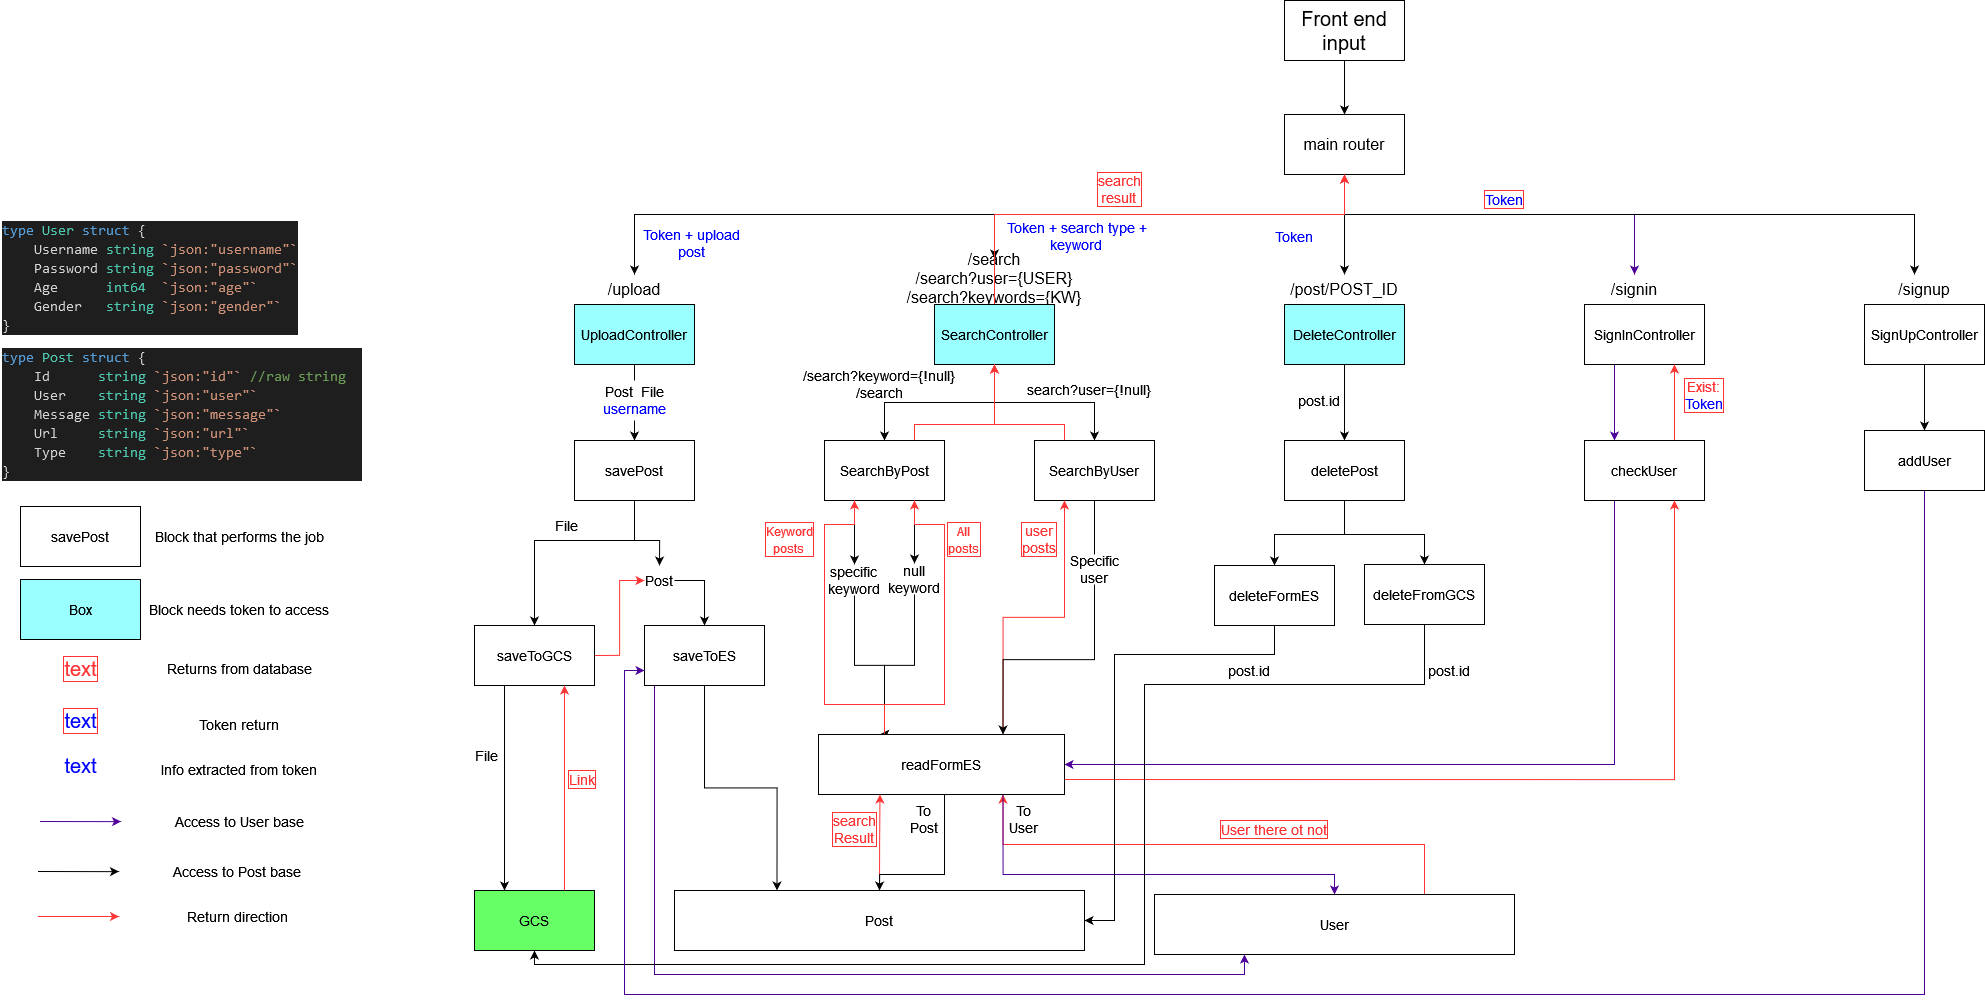 Front end
input
main router
search
result
Token
Token + upload
post
Token + search type +
keyword
Token
/upload
/search
/search?user={USER}
/search?keywords={KW}
/post/POST_ID
/signin
/signup
UploadController
SearchController
DeleteController
SignInController
SignUpController
Post  File
username
/search?keyword={!null}
/search
search?user={!null}
post.id
Exist:
Token
savePost
SearchByPost
SearchByUser
deletePost
checkUser
addUser
File
Keyword
posts
All
posts
user
posts
Post
specific
keyword
null
keyword
Specific
user
deleteFormES
deleteFromGCS
saveToGCS
saveToES
post.id
post.id
File
Link
readFormES
search
Result
To
Post
To
User
User there ot not
GCS
Post
User
type User struct {
    Username string `json:"username"`
    Password string `json:"password"`
    Age      int64  `json:"age"`
    Gender   string `json:"gender"`
}
type Post struct {
    Id      string `json:"id"` //raw string
    User    string `json:"user"`
    Message string `json:"message"`
    Url     string `json:"url"`
    Type    string `json:"type"`
}
savePost
Block that performs the job
Box
Block needs token to access
text
Returns from database
text
Token return
text
Info extracted from token
Access to User base
Access to Post base
Return direction